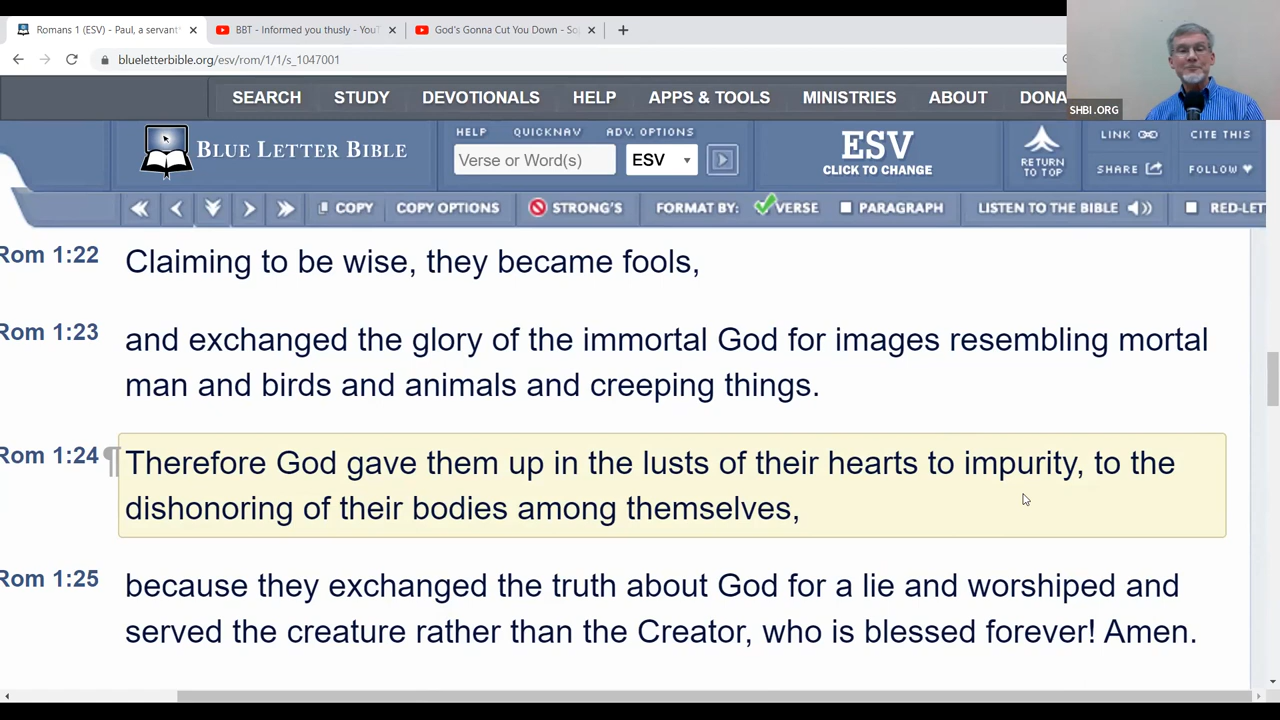 Romans 1 (ESV) - Paul, a servant
BBT - Informed you thusly - YouT
God's Gonna Cut You Down - So
blueletterbible.org/esv/rom/1/1/s_1047001
SHBI.ORG
SEARCH STUDY DEVOTIONALS HELP APPS & TOOLS MINISTRIES ABOUT DONA
BLUE LETTER BIBLE
HELP QUICKNAV ADV. OPTIONS
Verse or Word(s) ESV
ESV
CLICK TO CHANGE
RETURN
TO TOP
LINK CITE THIS
SHARE FOLLOW
COPY COPY OPTIONS STRONG'S FORMAT BY: VERSE PARAGRAPH LISTEN TO THE BIBLE RED-LET
Rom 1:22 Claiming to be wise, they became fools,
Rom 1:23 and exchanged the glory of the immortal God for images resembling mortal
man and birds and animals and creeping things.
Rom 1:24 ¶ Therefore God gave them up in the lusts of their hearts to impurity, to the
dishonoring of their bodies among themselves,
Rom 1:25 because they exchanged the truth about God for a lie and worshiped and
served the creature rather than the Creator, who is blessed forever! Amen.